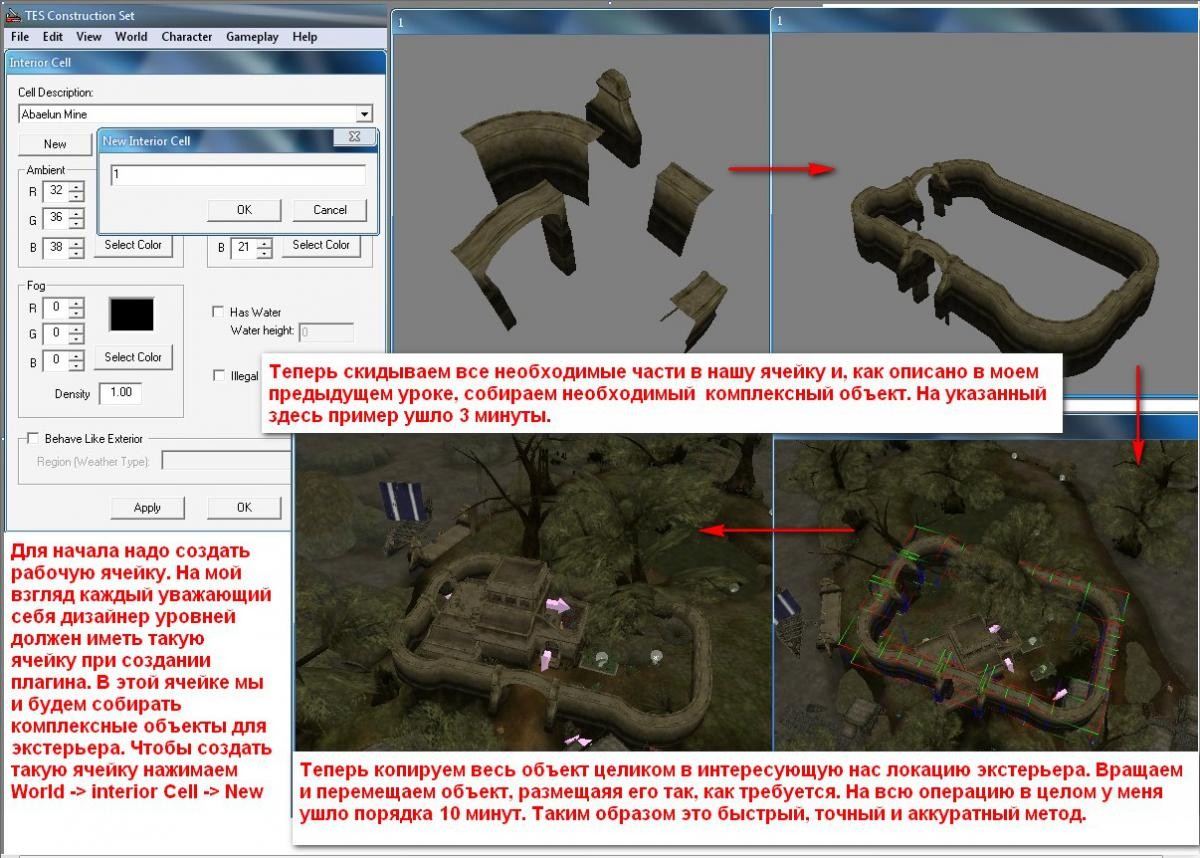 TES Construction Set
File Edit View World Character Gameplay Help
Interior Cell
Cell Description:
Abaelun Mine
New
New Interior Cell
1
OK Cancel
Ambient
R 32
G 36
B 38 Select Color
B 21 Select Color
Fog
R 0
G 0
B 0 Select Color
Density 1.00
Has Water
Water height: 0
Illegal
Behave Like Exterior
Region (Weather Type):
Apply OK
1
1
Теперь скидываем все необходимые части в нашу ячейку и, как описано в моем
предыдущем уроке, собираем необходимый комплексный объект. На указанный
здесь пример ушло 3 минуты.
Для начала надо создать
рабочую ячейку. На мой
взгляд каждый уважающий
себя дизайнер уровней
должен иметь такую
ячейку при создании
плагина. В этой ячейке мы
и будем собирать
комплексные объекты для
экстерьера. Чтобы создать
такую ячейку нажимаем
World -> interior Cell -> New
Теперь копируем весь объект целиком в интересующую нас локацию экстерьера. Вращаем
и перемещаем объект, размещаяя его так, как требуется. На всю операцию в целом у меня
ушло порядка 10 минут. Таким образом это быстрый, точный и аккуратный метод.